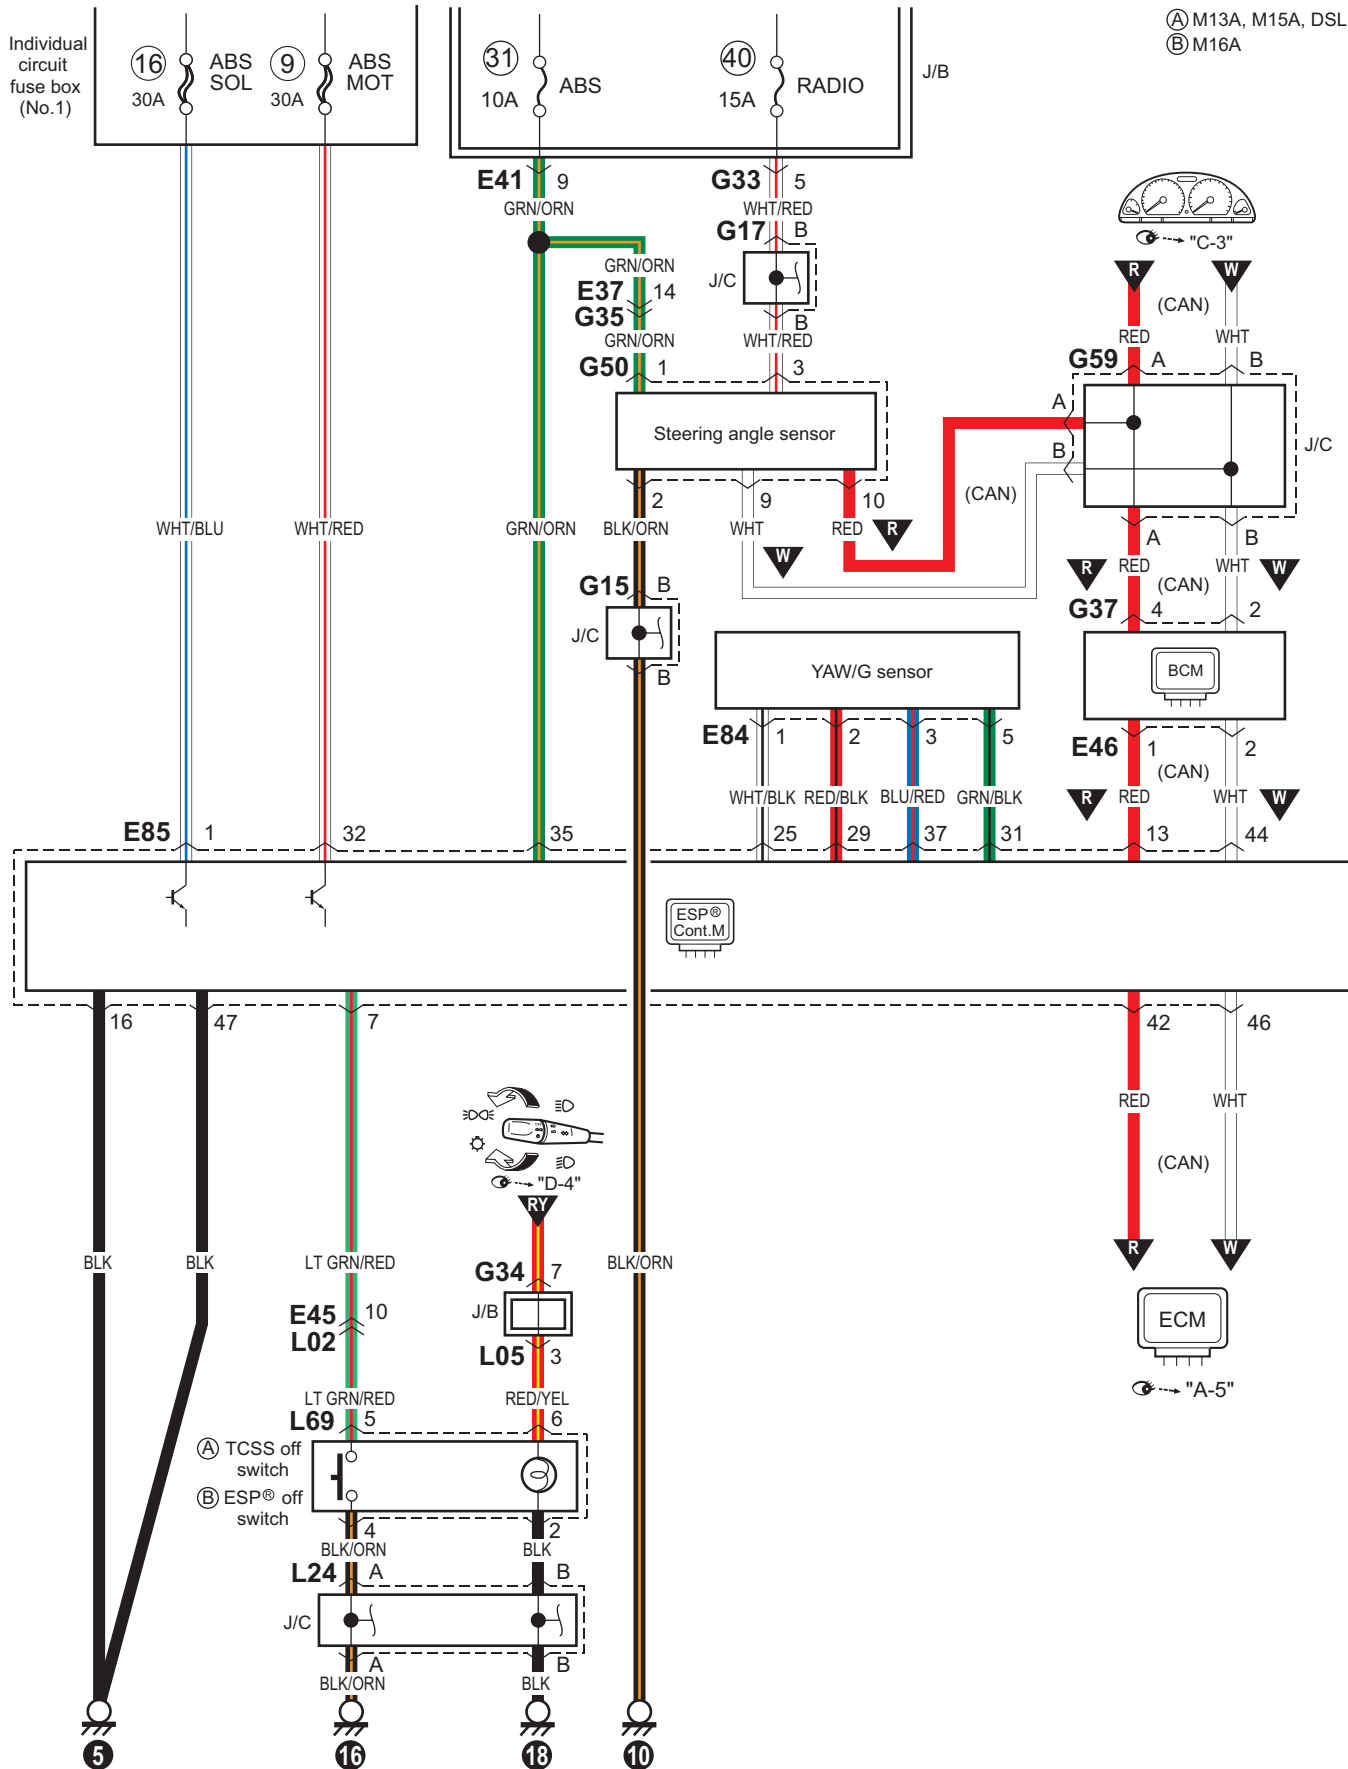 Ⓐ M13A, M15A, DSL
Ⓑ M16A
Individual
circuit
fuse box
(No.1)
16
30A
ABS
SOL
9
30A
ABS
MOT
31
10A
ABS
40
15A
RADIO
J/B
E41 9
GRN/ORN
G33 5
WHT/RED
G17 B
J/C
B
WHT/RED
3
GRN/ORN
E37 14
G35
GRN/ORN
G50 1
Steering angle sensor
2
9
10
"C-3"
R
W
(CAN)
RED
WHT
G59 A
B
A
B
J/C
A
B
(CAN)
WHT/BLU
WHT/RED
GRN/ORN
BLK/ORN
WHT
RED
R
W
R
RED
(CAN)
WHT
W
G15 B
J/C
B
G37 4
2
BCM
YAW/G sensor
E84 1
2
3
5
E46 1
2
(CAN)
WHT/BLK
RED/BLK
BLU/RED
GRN/BLK
R
RED
WHT
W
E85 1
32
35
25
29
37
31
13
44
ESP®
Cont.M
16
47
7
42
46
RED
WHT
(CAN)
"D-4"
RY
BLK
BLK
LT GRN/RED
BLK/ORN
R
W
G34 7
J/B
L05 3
E45 10
L02
ECM
"A-5"
LT GRN/RED
RED/YEL
L69 5
6
Ⓐ TCSS off
switch
Ⓑ ESP® off
switch
4
2
BLK/ORN
BLK
L24 A
B
J/C
A
B
BLK/ORN
BLK
5
16
18
10